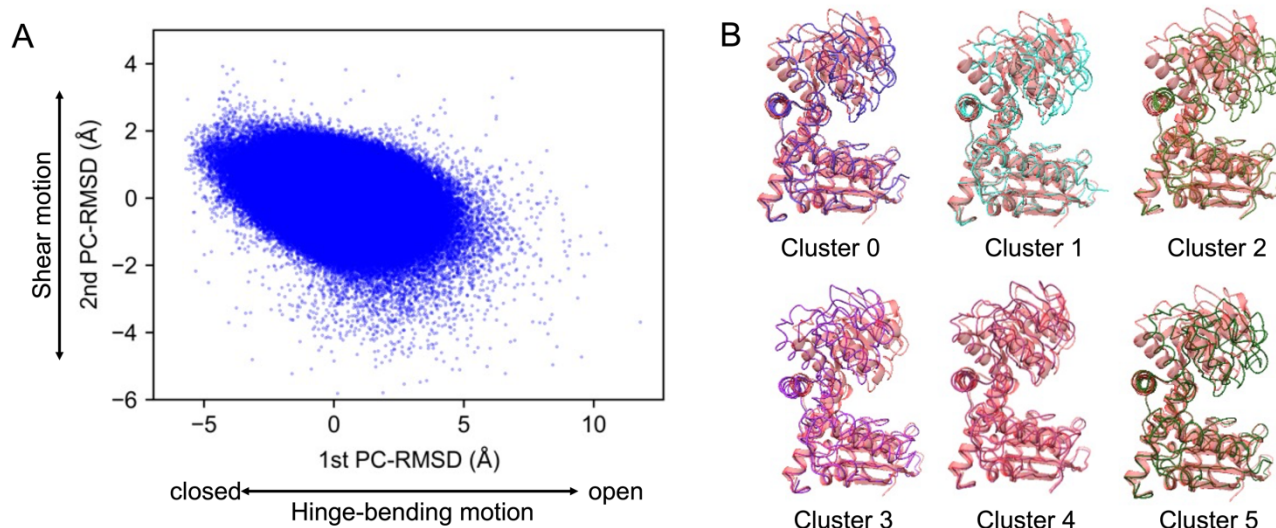 A
Shear motion
2nd PC-RMSD (Å)
4
2
0
−2
−4
−6
−5
0
5
10
1st PC-RMSD (Å)
closed
open
Hinge-bending motion
B
Cluster 0
Cluster 1
Cluster 2
Cluster 3
Cluster 4
Cluster 5